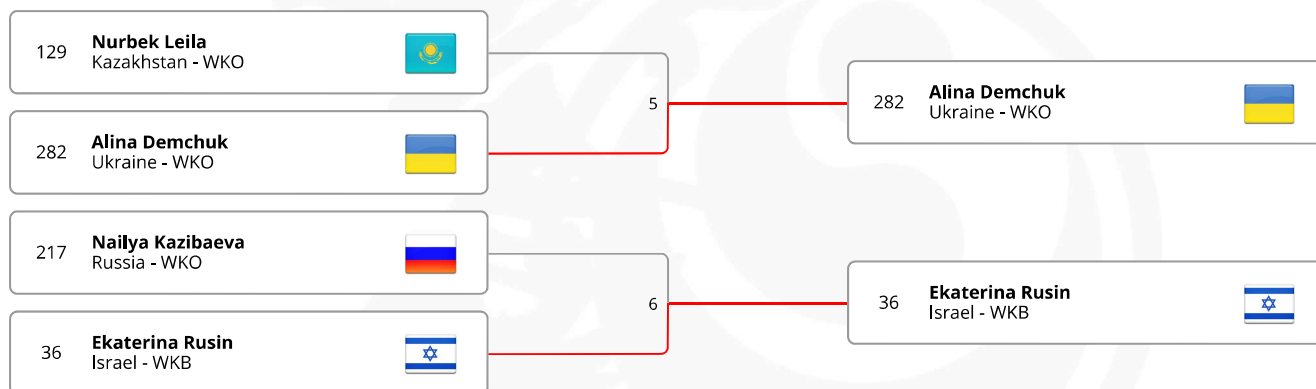 129
Nurbek Leila
Kazakhstan - WKO
282
Alina Demchuk
Ukraine - WKO
5
282
Alina Demchuk
Ukraine - WKO
217
Nailya Kazibaeva
Russia - WKO
36
Ekaterina Rusin
Israel - WKB
6
36
Ekaterina Rusin
Israel - WKB